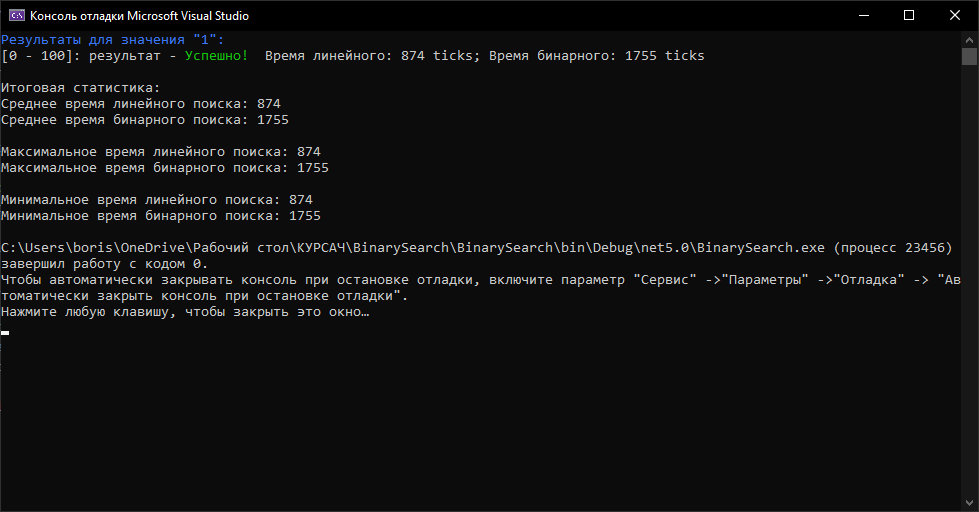 Консоль отладки Microsoft Visual Studio
Результаты для значения "1":
[0 - 100]: результат - Успешно!  Время линейного: 874 ticks; Время бинарного: 1755 ticks
Итоговая статистика:
Среднее время линейного поиска: 874
Среднее время бинарного поиска: 1755
Максимальное время линейного поиска: 874
Максимальное время бинарного поиска: 1755
Минимальное время линейного поиска: 874
Минимальное время бинарного поиска: 1755
C:\Users\boris\OneDrive\Рабочий стол\КУРСАЧ\BinarySearch\BinarySearch\bin\Debug\net5.0\BinarySearch.exe (процесс 23456)
завершил работу с кодом 0.
Чтобы автоматически закрывать консоль при остановке отладки, включите параметр "Сервис" ->"Параметры" ->"Отладка" -> "Ав
томатически закрыть консоль при остановке отладки".
Нажмите любую клавишу, чтобы закрыть это окно…